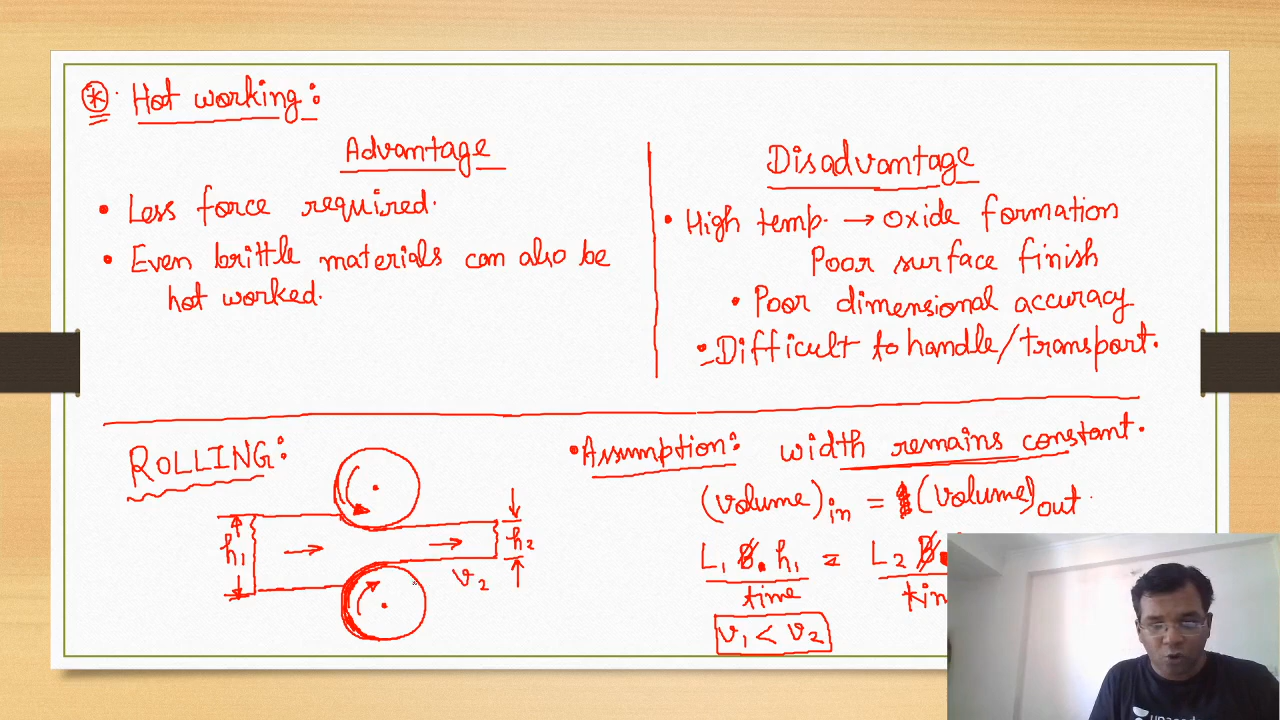 * Hot working:
Advantage
• Less force required.
• Even brittle materials can also be
hot worked.
Disadvantage
• High temp. → Oxide formation
Poor surface finish
• Poor dimensional accuracy
• Difficult to handle/transport.
ROLLING:
h1
h2
v2
• Assumption: width remains constant.
(Volume)in = (Volume)out
L1 B. h1 = L2 B.
time
v1 < v2